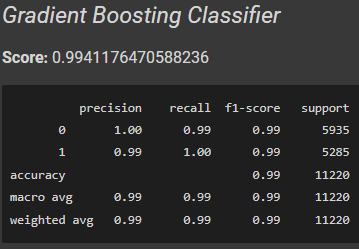 Gradient Boosting Classifier
Score: 0.9941176470588236
precision recall f1-score support
0 1.00 0.99 0.99 5935
1 0.99 1.00 0.99 5285
accuracy 0.99 11220
macro avg 0.99 0.99 0.99 11220
weighted avg 0.99 0.99 0.99 11220